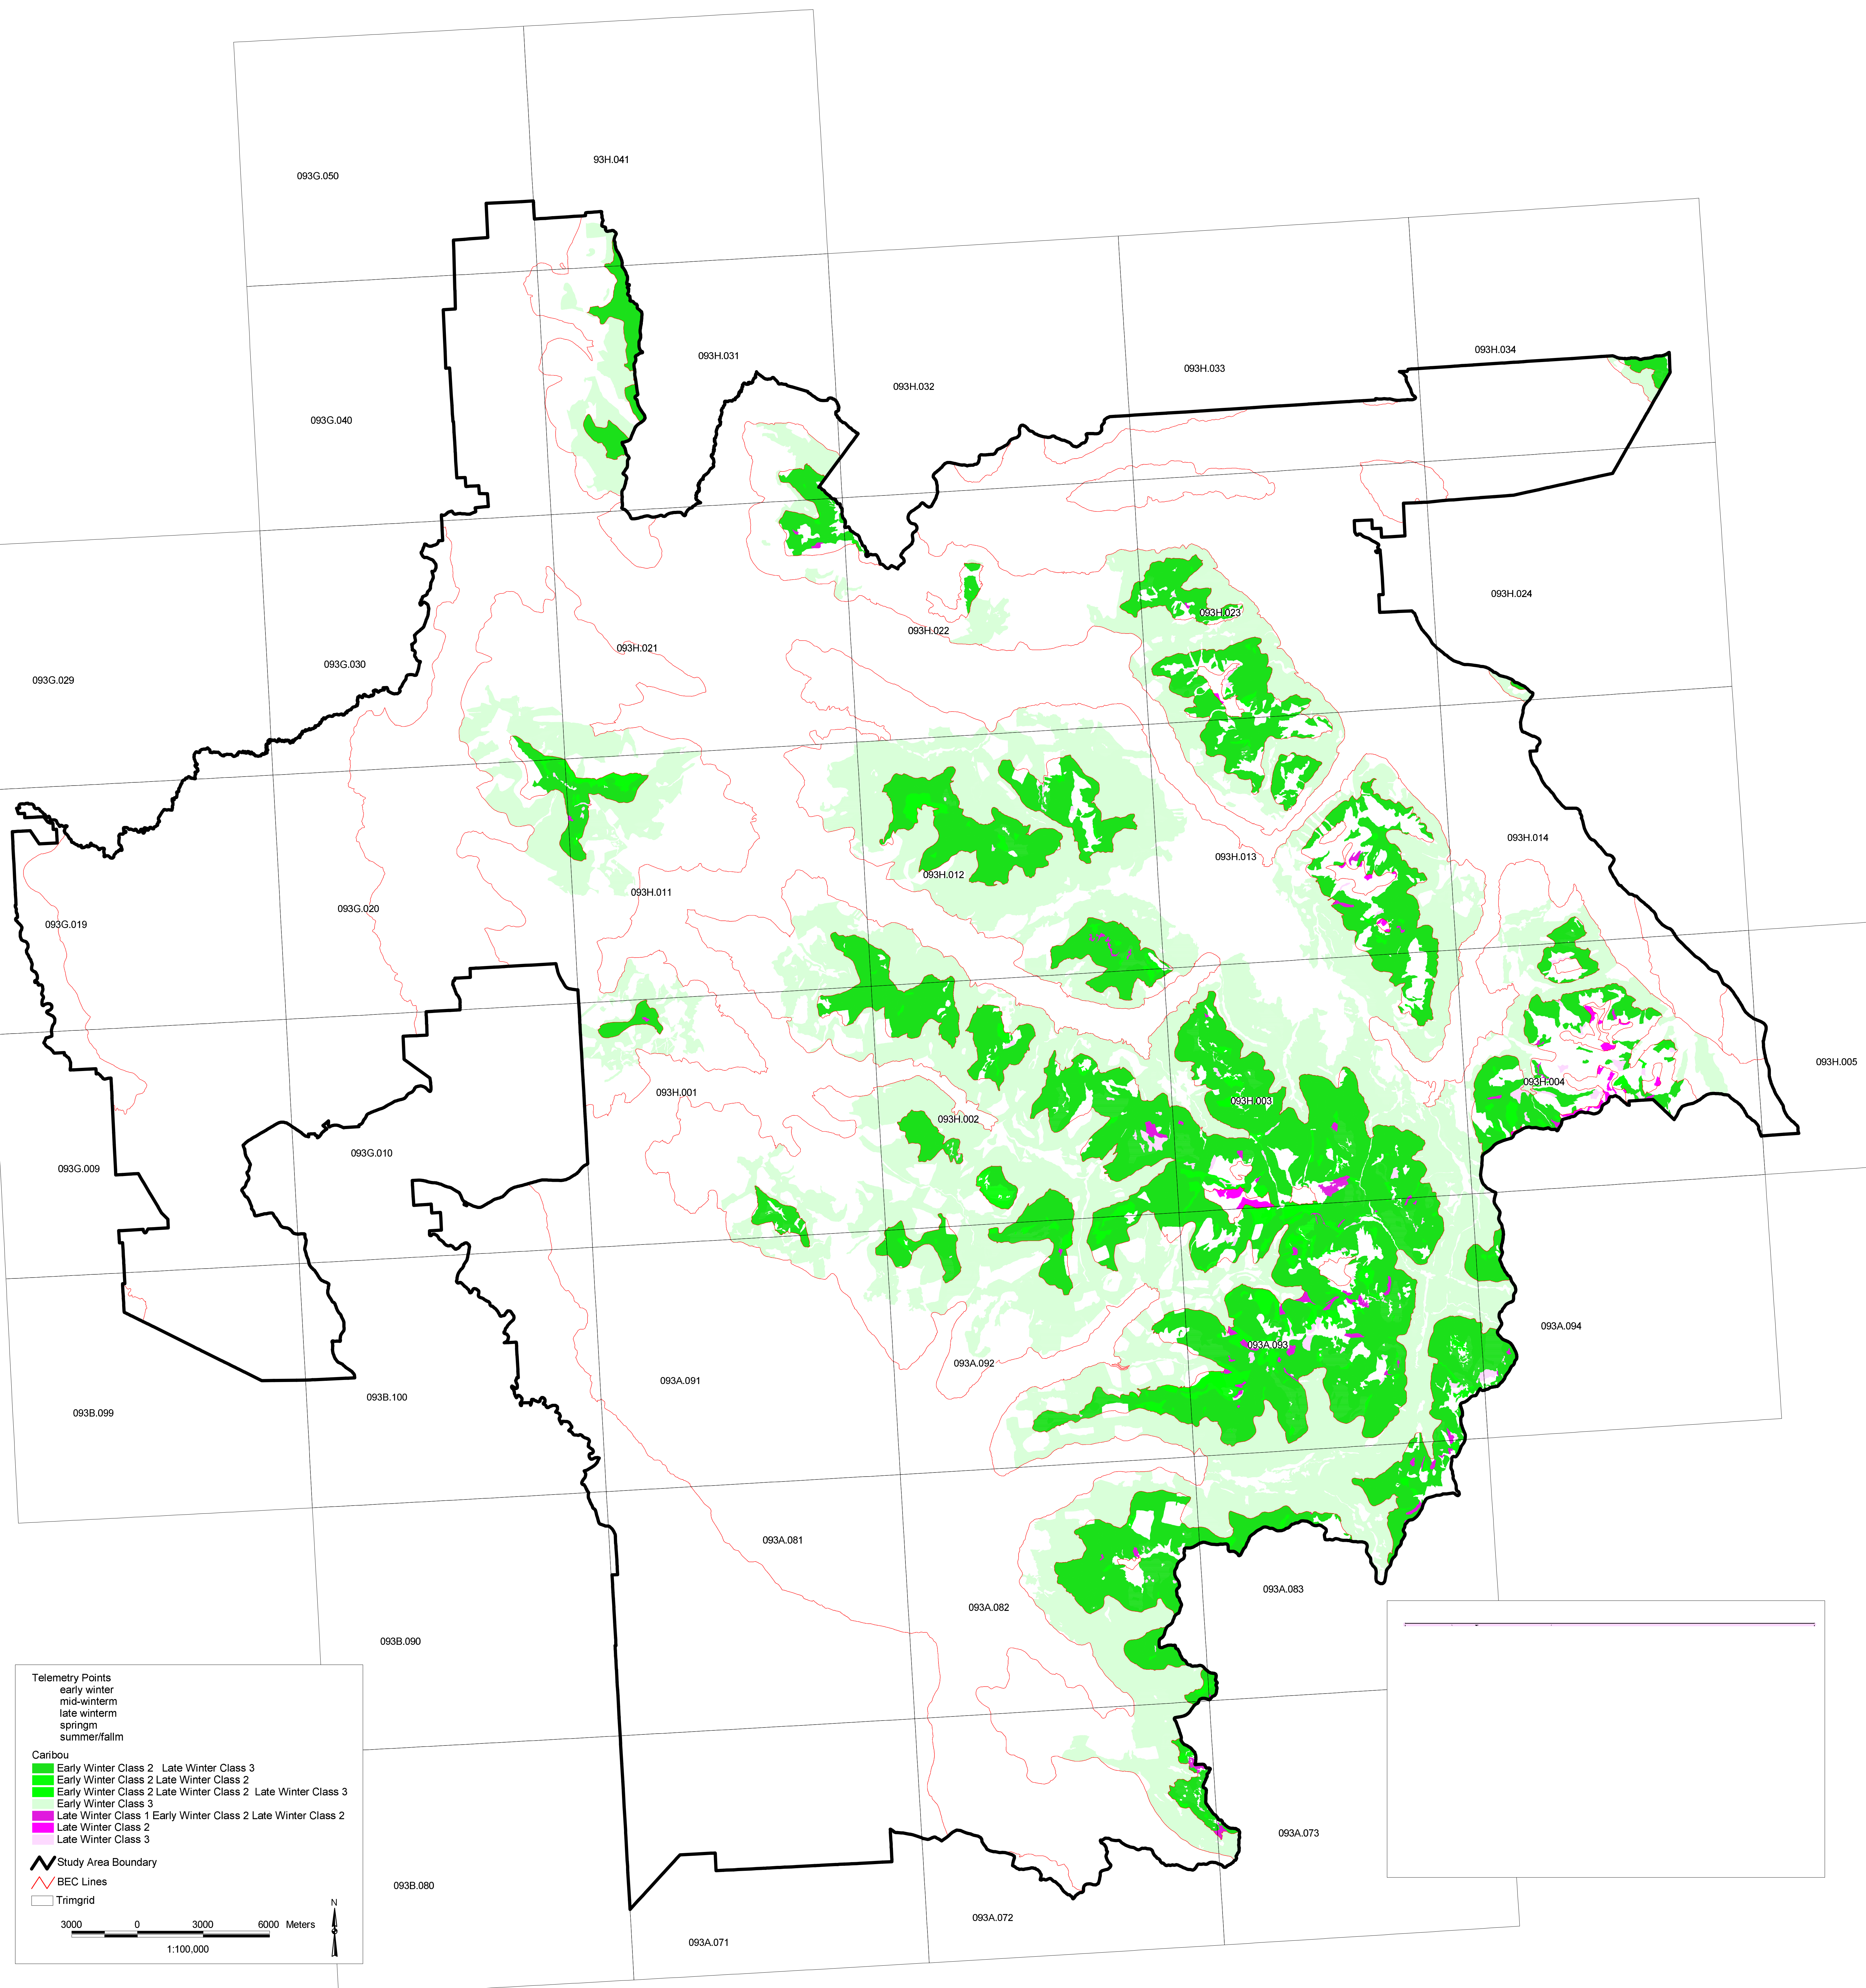 93H.041
093G.050
093H.034
093H.031
093H.033
093H.032
093G.040
093H.024
093H.023
093H.022
093H.021
093G.030
093G.029
093H.014
093H.013
093H.012
093H.011
093G.020
093G.019
093H.005
093H.004
093H.003
093H.001
093H.002
093G.010
093G.009
093A.094
093A.093
093A.092
093A.091
093B.100
093B.099
093A.081
093A.083
093A.082
093B.090
093A.073
093B.080
093A.072
093A.071
Telemetry Points
early winter
mid-winterm
late winterm
springm
summer/fallm
Caribou
Early Winter Class 2 Late Winter Class 3
Early Winter Class 2 Late Winter Class 2
Early Winter Class 2 Late Winter Class 2 Late Winter Class 3
Early Winter Class 3
Late Winter Class 1 Early Winter Class 2 Late Winter Class 2
Late Winter Class 2
Late Winter Class 3
Study Area Boundary
BEC Lines
Trimgrid
N
3000 0 3000 6000 Meters
1:100,000